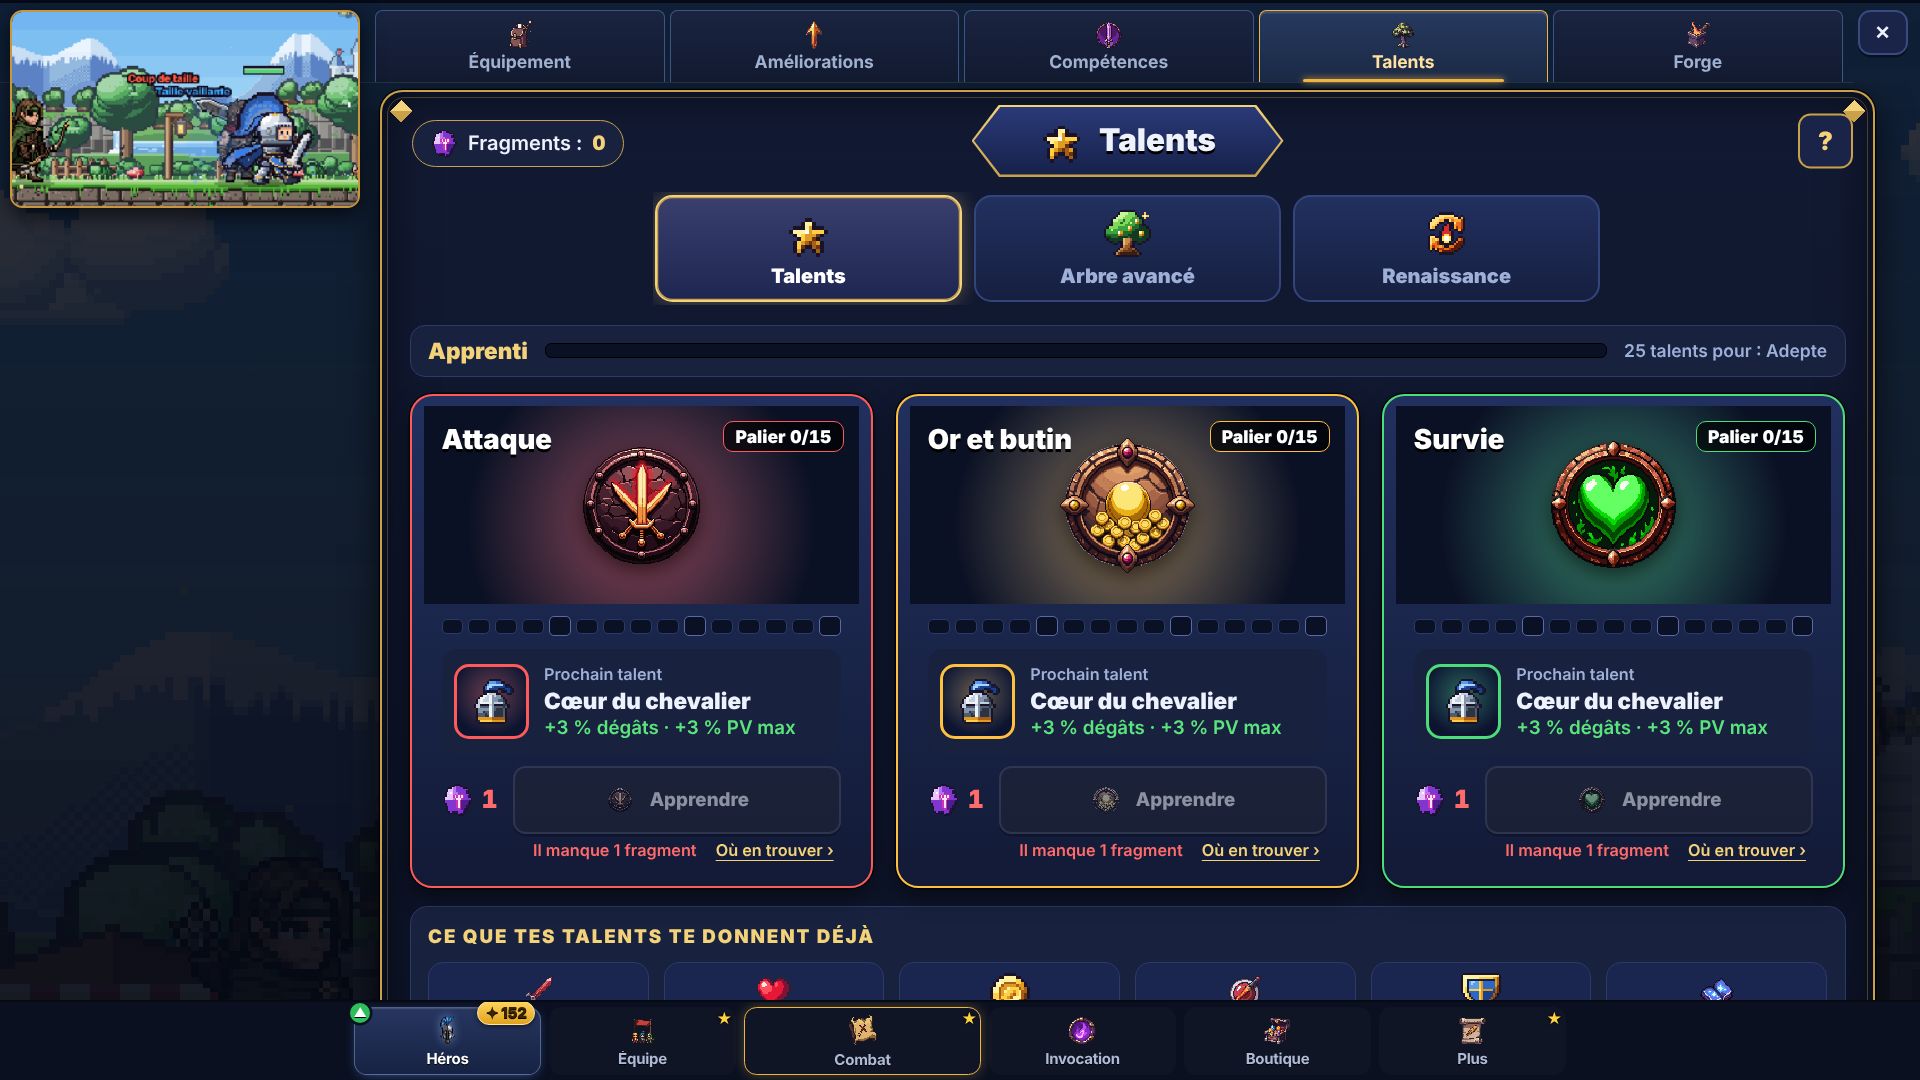 Coup de taille
Taille vaillante
Équipement
Améliorations
Compétences
Talents
Forge
×
Fragments : 0
Talents
?
Talents
Arbre avancé
Renaissance
Apprenti
25 talents pour : Adepte
Attaque
Palier 0/15
Prochain talent
Cœur du chevalier
+3 % dégâts · +3 % PV max
1
Apprendre
Il manque 1 fragment
Où en trouver ›
Or et butin
Palier 0/15
Prochain talent
Cœur du chevalier
+3 % dégâts · +3 % PV max
1
Apprendre
Il manque 1 fragment
Où en trouver ›
Survie
Palier 0/15
Prochain talent
Cœur du chevalier
+3 % dégâts · +3 % PV max
1
Apprendre
Il manque 1 fragment
Où en trouver ›
CE QUE TES TALENTS TE DONNENT DÉJÀ
152
Héros
Équipe
Combat
Invocation
Boutique
Plus